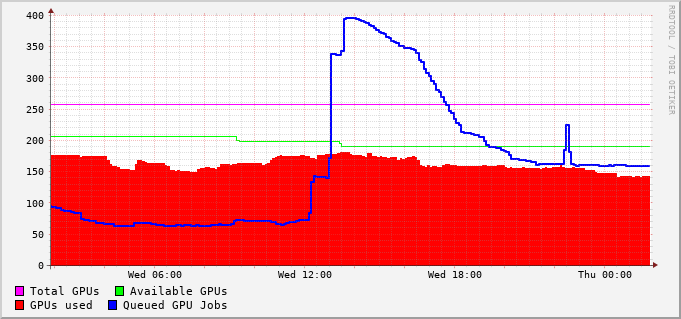 400
350
300
250
200
150
100
50
0
Wed 06:00 Wed 12:00 Wed 18:00 Thu 00:00
Total GPUs Available GPUs
GPUs used Queued GPU Jobs
RRDTOOL / TOBI OETIKER